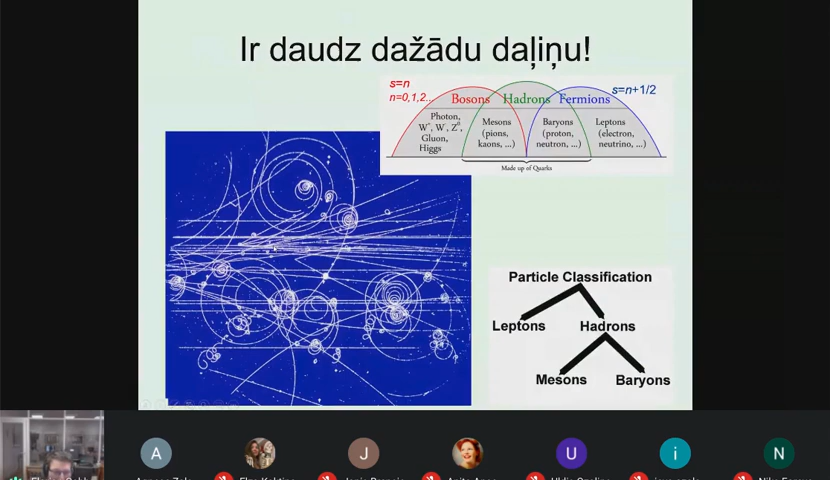 Ir daudz dažādu daļiņu!
s=n
n=0,1,2..
Bosons Hadrons Fermions
s=n+1/2
Photon,
W⁺, W⁻, Z⁰,
Gluon,
Higgs
Mesons
(pions,
kaons, ...)
Baryons
(proton,
neutron, ...)
Leptons
(electron,
neutrino, ...)
Made up of Quarks
Particle Classification
Leptons Hadrons
Mesons Baryons
A J U i N